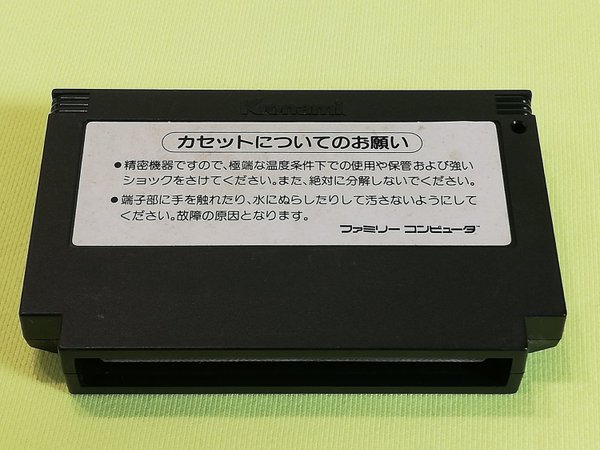 Konami
カセットについてのお願い
●精密機器ですので、極端な温度条件下での使用や保管および強い
ショックをさけてください。また、絶対に分解しないでください。
●端子部に手を触れたり、水にぬらしたりして汚さないようにして
ください。故障の原因となります。
ファミリー コンピュータ™